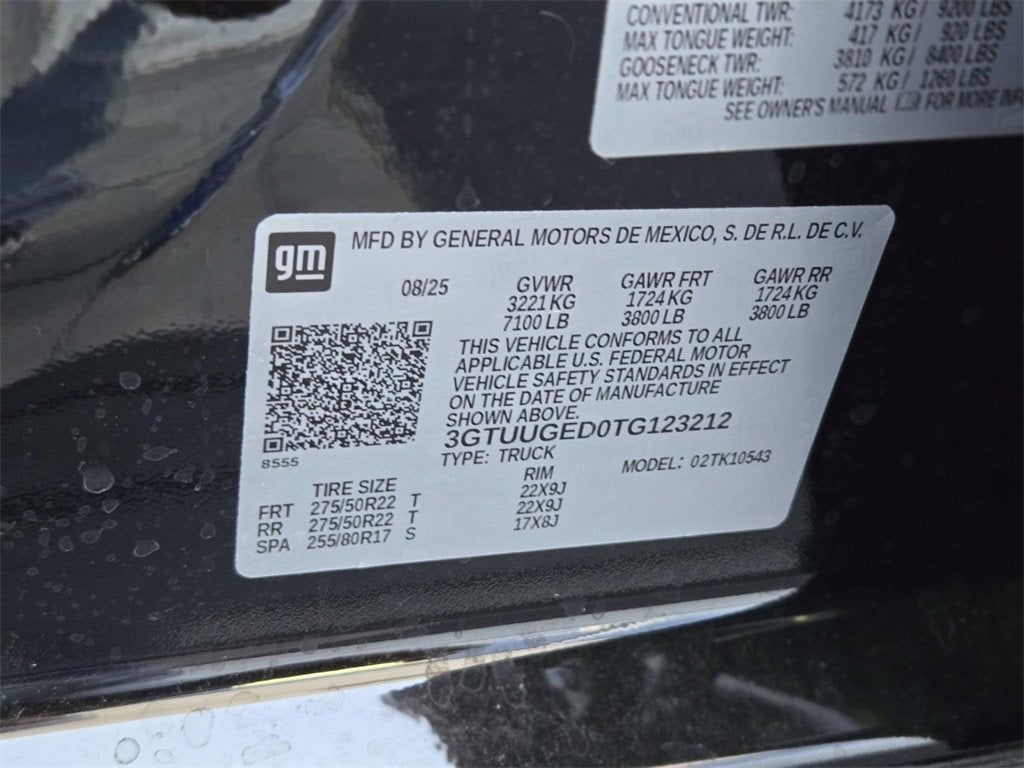 CONVENTIONAL TWR: 4173 KG/ 9200 LBS
MAX TONGUE WEIGHT: 417 KG/ 920 LBS
GOOSENECK TWR: 3810 KG/ 8400 LBS
MAX TONGUE WEIGHT: 572 KG/ 1260 LBS
SEE OWNER'S MANUAL FOR MORE
gm
MFD BY GENERAL MOTORS DE MEXICO, S. DE R.L. DE C.V.
08/25 GVWR GAWR FRT GAWR RR
3221 KG 1724 KG 1724 KG
7100 LB 3800 LB 3800 LB
THIS VEHICLE CONFORMS TO ALL
APPLICABLE U.S. FEDERAL MOTOR
VEHICLE SAFETY STANDARDS IN EFFECT
ON THE DATE OF MANUFACTURE
SHOWN ABOVE.
3GTUUGED0TG123212
8555
TYPE: TRUCK MODEL: 02TK10543
TIRE SIZE RIM
FRT 275/50R22 T 22X9J
RR 275/50R22 T 22X9J
SPA 255/80R17 S 17X8J